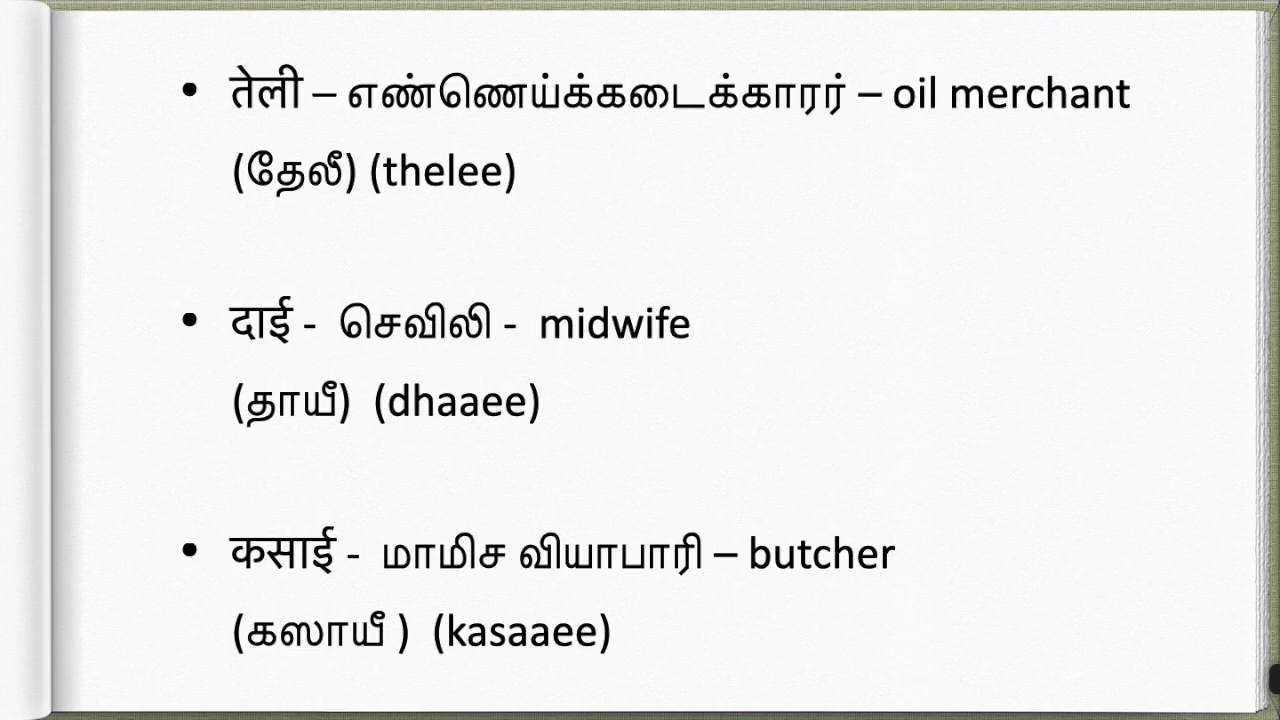 • तेली – எண்ணெய்க்கடைக்காரர் – oil merchant
(தேலீ) (thelee)
• दाई - செவிலி - midwife
(தாயீ) (dhaaee)
• कसाई - மாமிச வியாபாரி – butcher
(கஸாயீ ) (kasaaee)